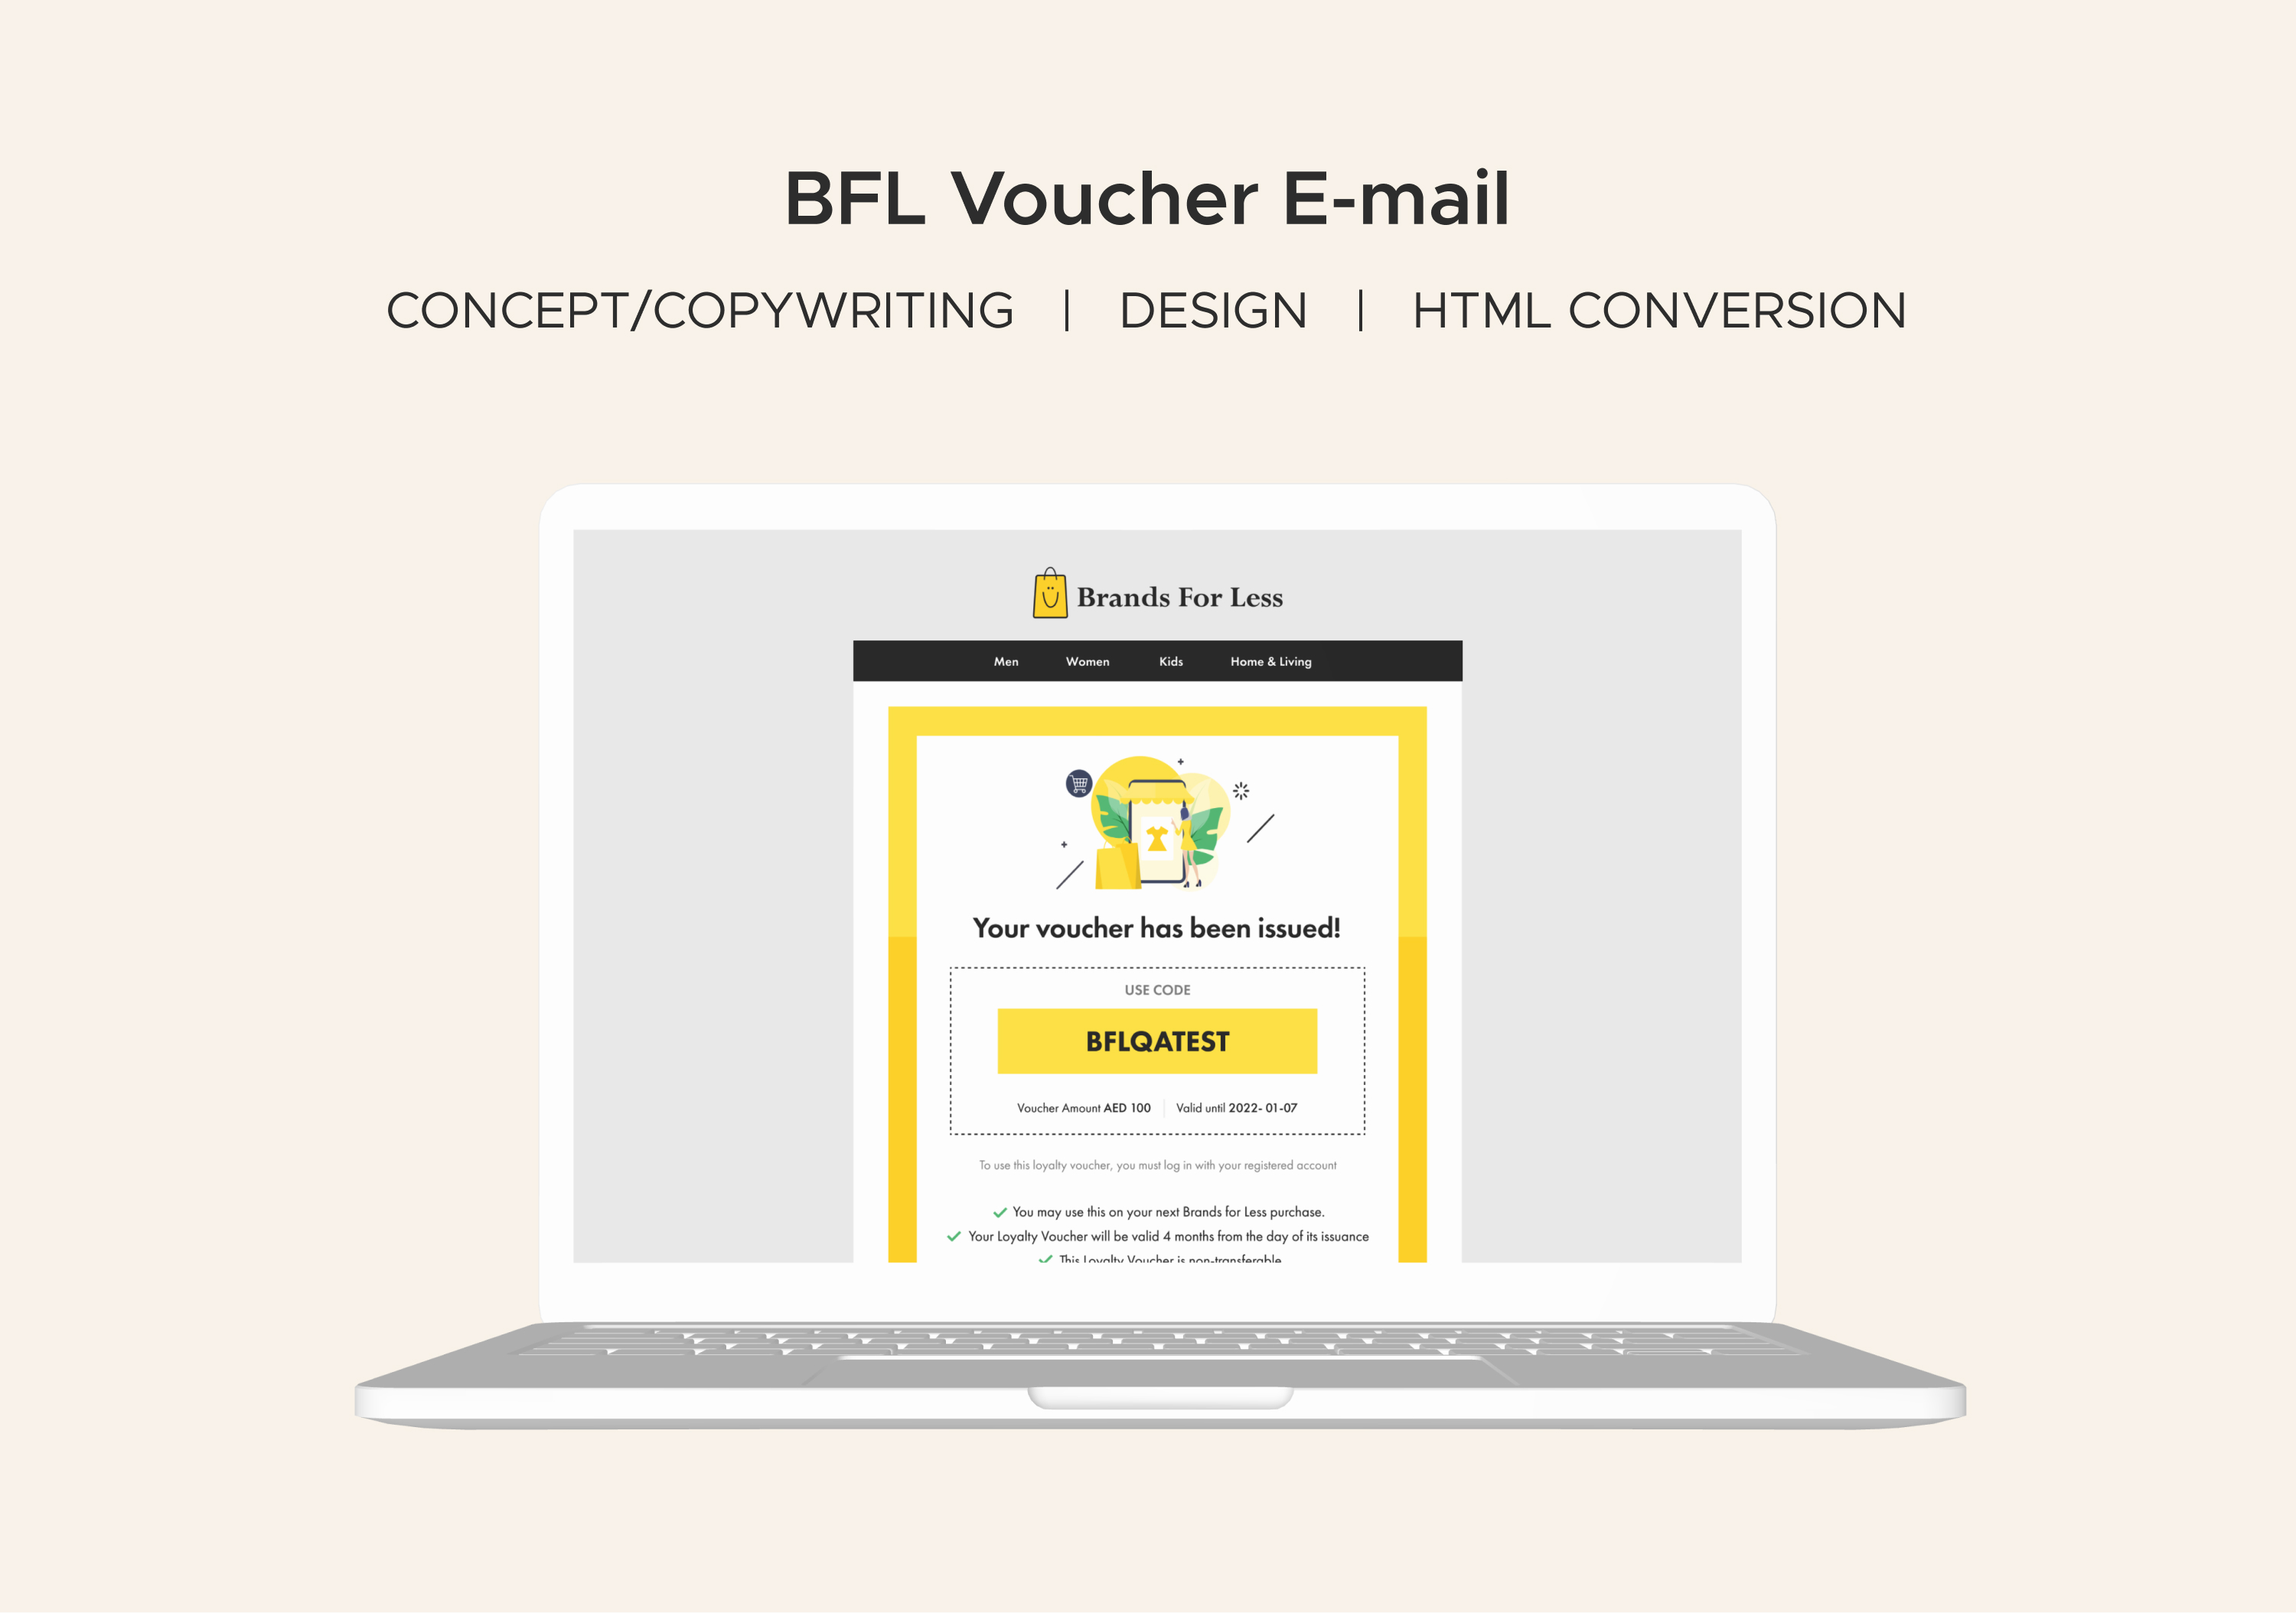 BFL Voucher E-mail
CONCEPT/COPYWRITING | DESIGN | HTML CONVERSION
Brands For Less
Men Women Kids Home & Living
Your voucher has been issued!
USE CODE
BFLQATEST
Voucher Amount AED 100 Valid until 2022- 01-07
To use this loyalty voucher, you must log in with your registered account
You may use this on your next Brands for Less purchase.
Your Loyalty Voucher will be valid 4 months from the day of its issuance
This Loyalty Voucher is non-transferable